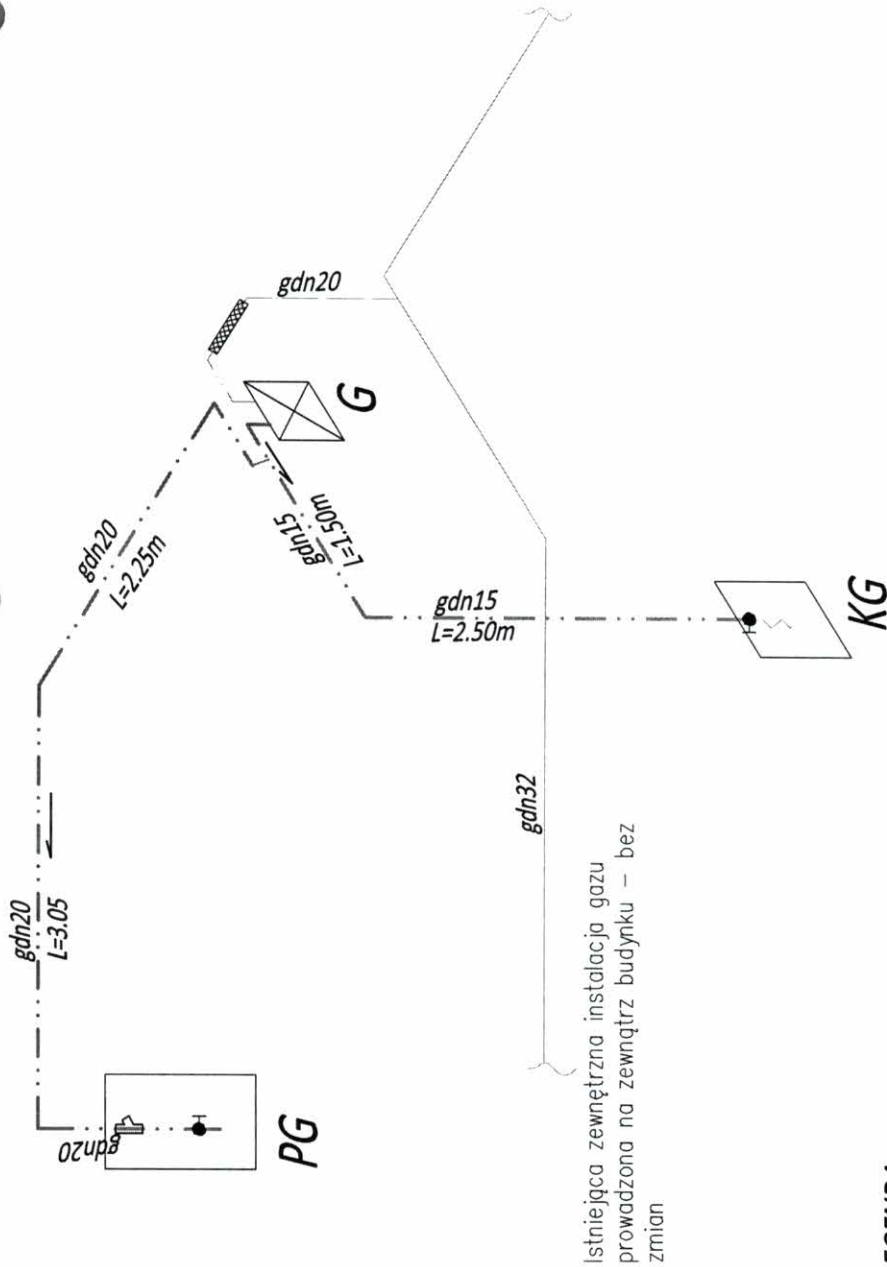 gdn20
gdn20
L=2.25m
G
gdn15
L=1.50m
gdn20
L=3.05
gdn15
L=2.50m
KG
gdn20
PG
gdn32
Istniejąca zewnętrzna instalacja gazu
prowadzona na zewnątrz budynku – bez
zmian